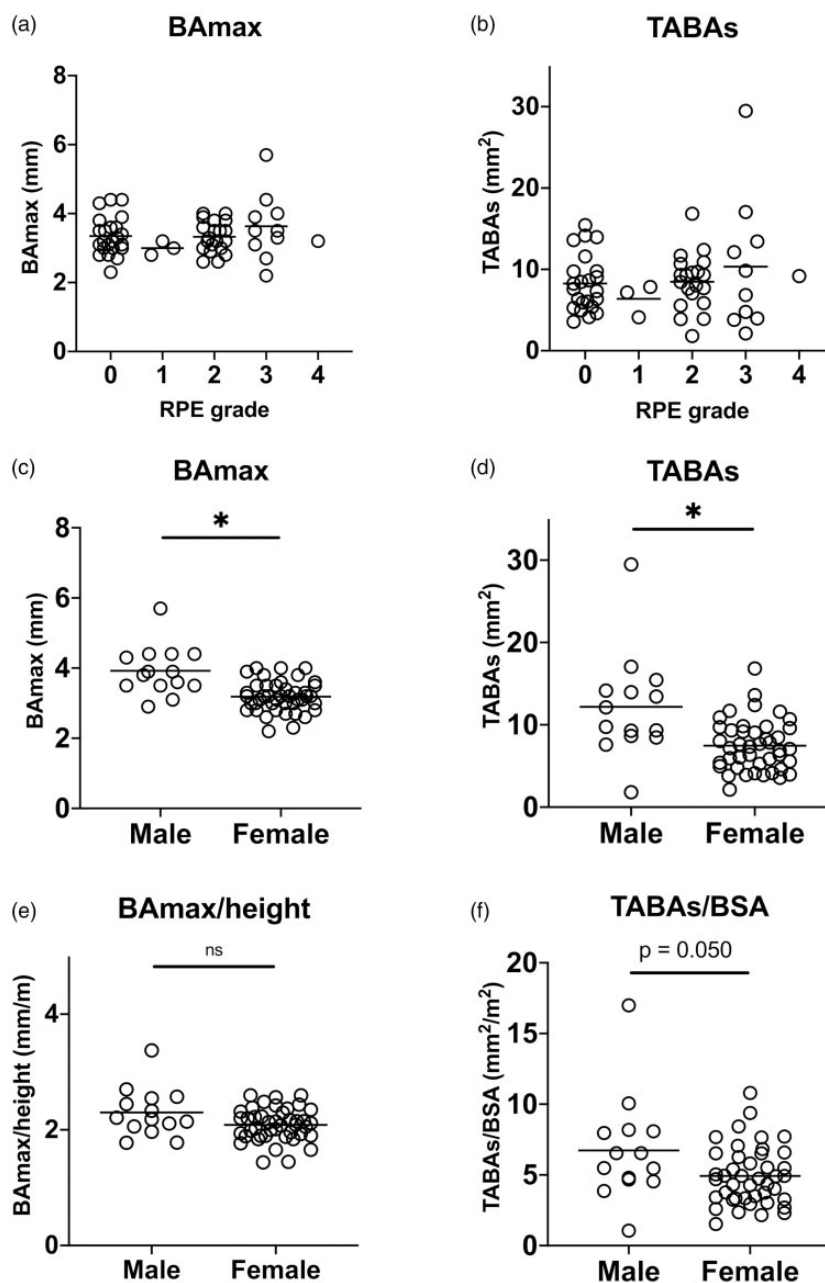 (a)
BAmax
BAmax (mm)
8
6
4
2
0
0 1 2 3 4
RPE grade
(b)
TABAs
TABAs (mm²)
30
20
10
0
0 1 2 3 4
RPE grade
(c)
BAmax
*
BAmax (mm)
8
6
4
2
0
Male Female
(d)
TABAs
*
TABAs (mm²)
30
20
10
0
Male Female
(e)
BAmax/height
ns
BAmax/height (mm/m)
4
2
0
Male Female
(f)
TABAs/BSA
p = 0.050
TABAs/BSA (mm²/m²)
20
15
10
5
0
Male Female